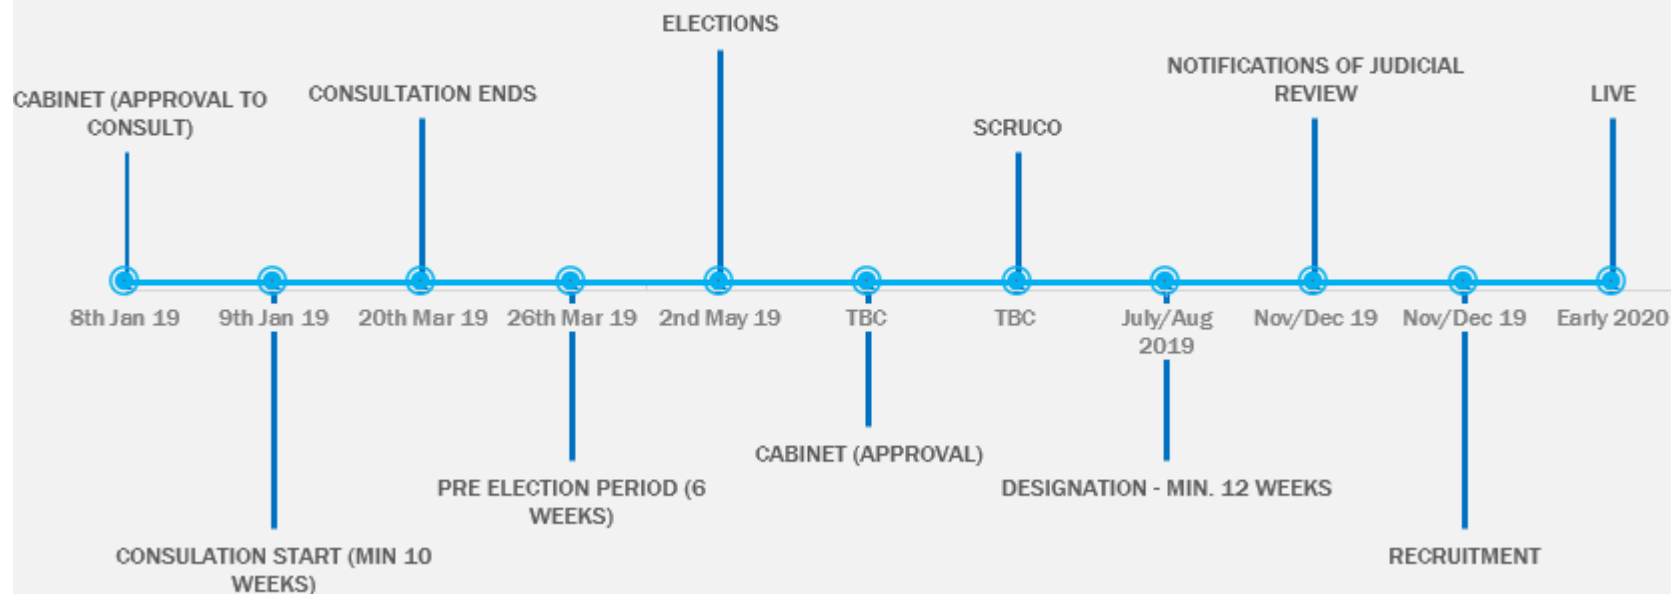 ELECTIONS
CABINET (APPROVAL TO
CONSULT)
CONSULTATION ENDS
SCRUCO
NOTIFICATIONS OF JUDICIAL
REVIEW
LIVE
8th Jan 19
9th Jan 19
20th Mar 19
26th Mar 19
2nd May 19
TBC
TBC
July/Aug
2019
Nov/Dec 19
Nov/Dec 19
Early 2020
CABINET (APPROVAL)
PRE ELECTION PERIOD (6
WEEKS)
DESIGNATION - MIN. 12 WEEKS
CONSULATION START (MIN 10
WEEKS)
RECRUITMENT